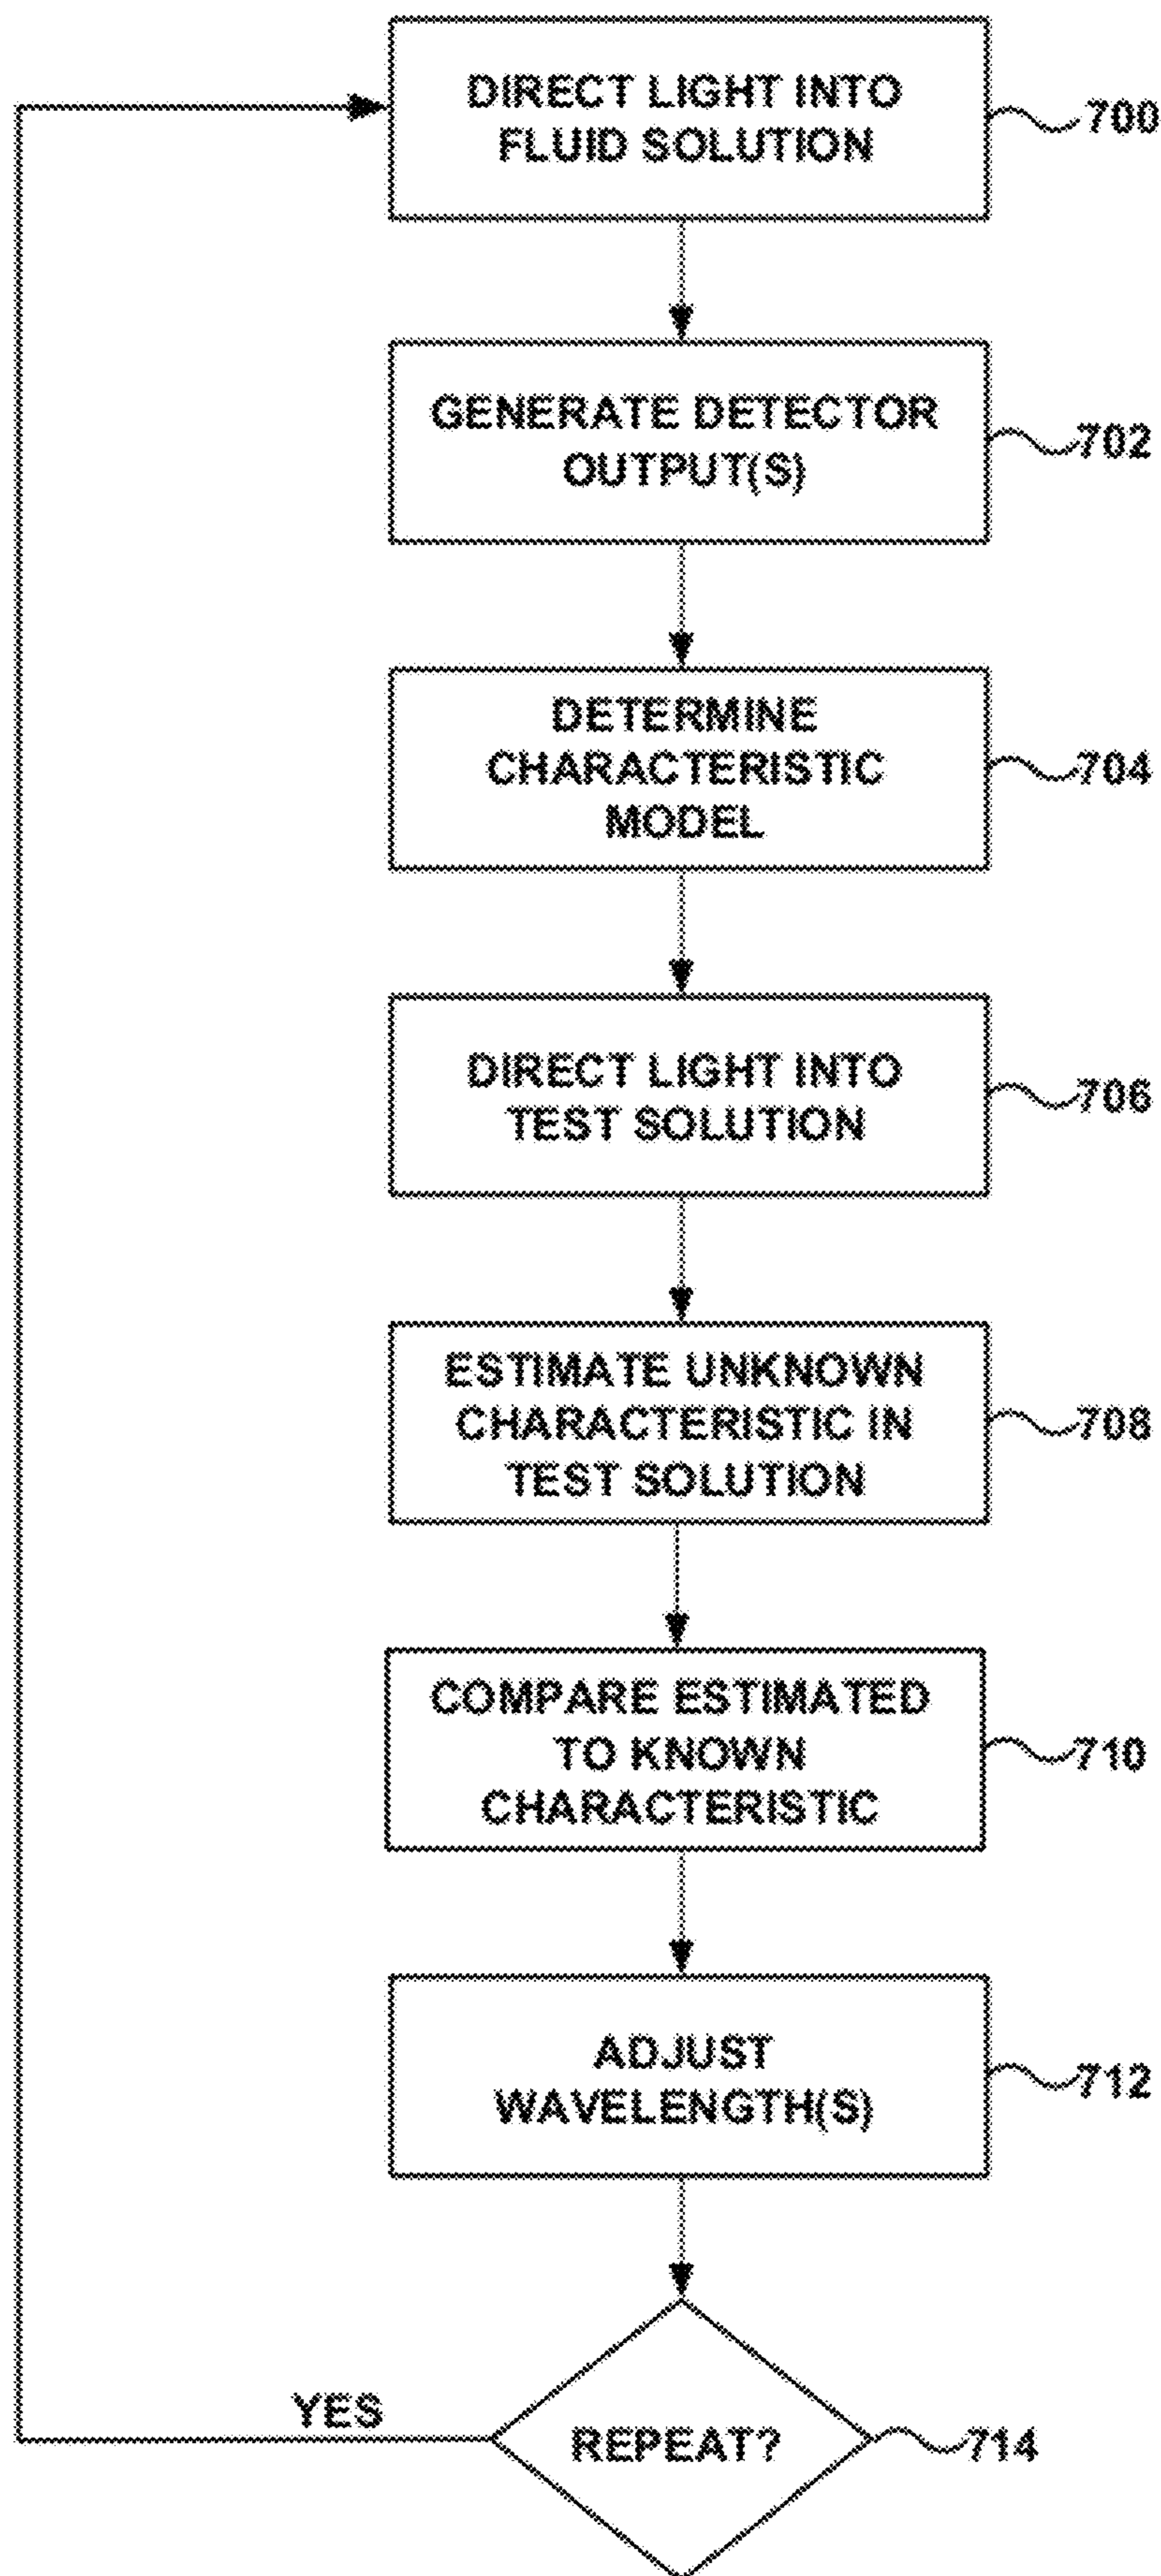 DIRECT LIGHT INTO
FLUID SOLUTION
700
GENERATE DETECTOR
OUTPUT(S)
702
DETERMINE
CHARACTERISTIC
MODEL
704
DIRECT LIGHT INTO
TEST SOLUTION
706
ESTIMATE UNKNOWN
CHARACTERISTIC IN
TEST SOLUTION
708
COMPARE ESTIMATED
TO KNOWN
CHARACTERISTIC
710
ADJUST
WAVELENGTH(S)
712
YES
REPEAT?
714